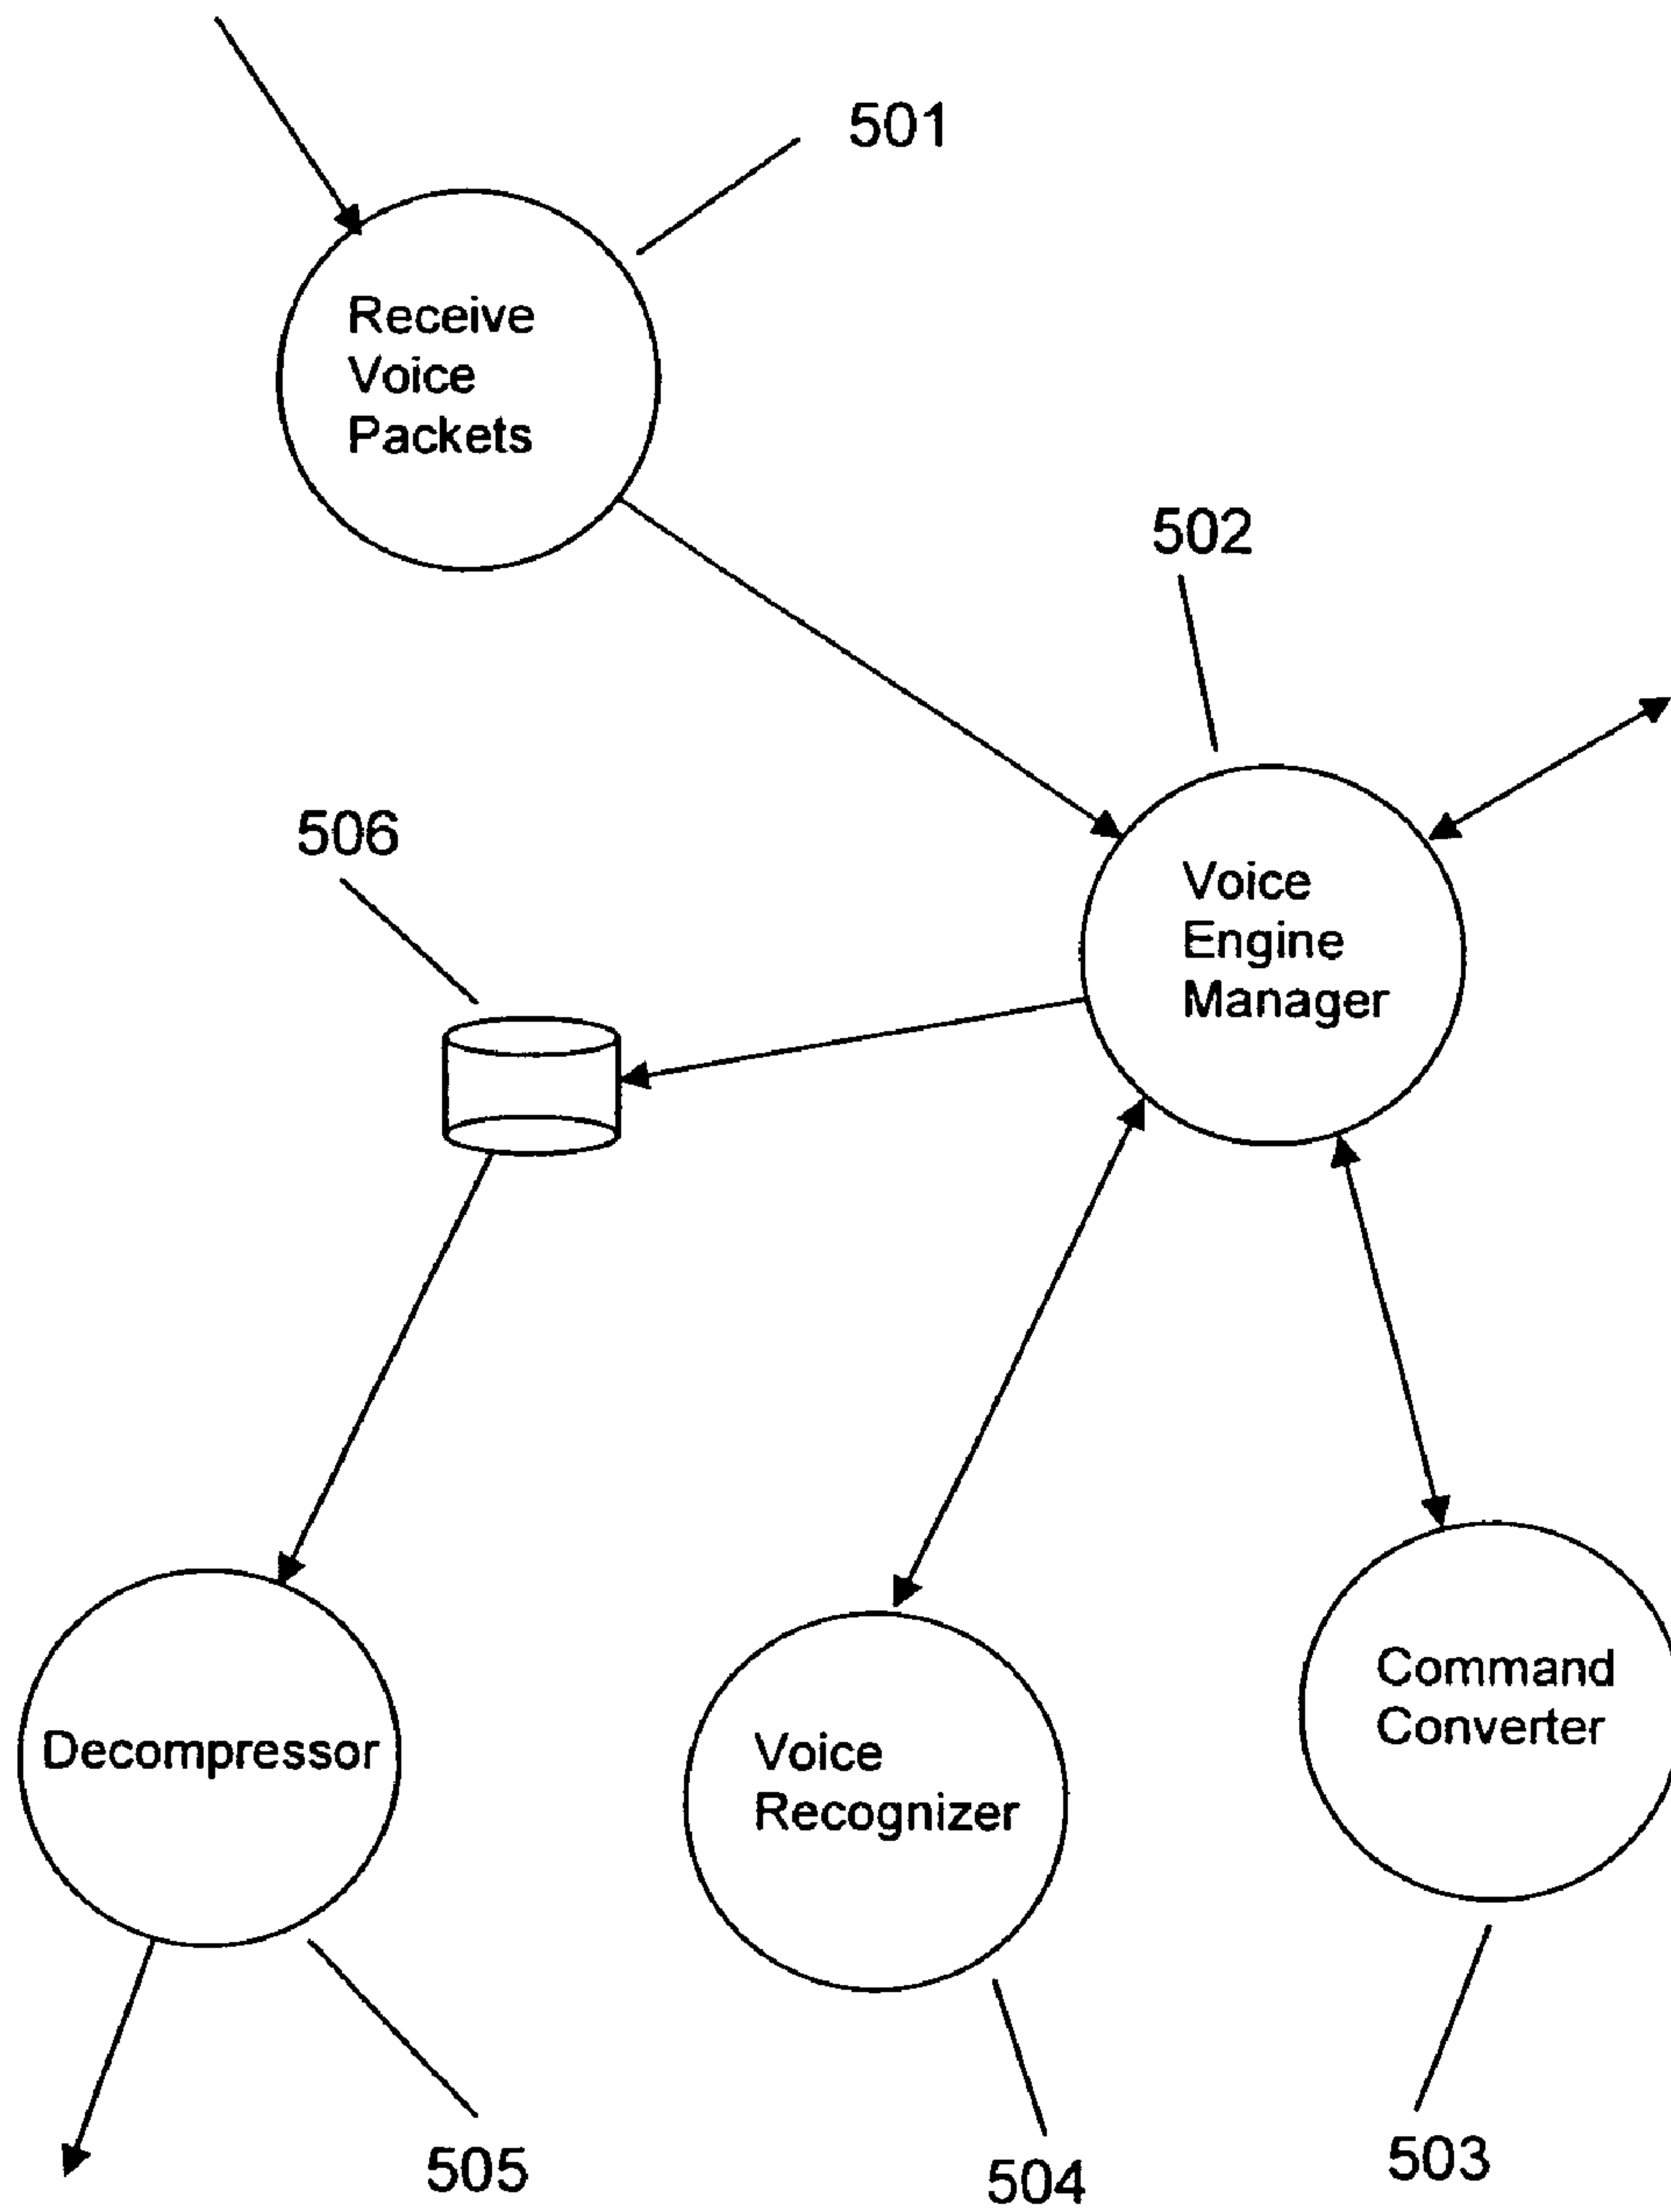 501
Receive
Voice
Packets
502
506
Voice
Engine
Manager
Decompressor
Voice
Recognizer
Command
Converter
505
504
503